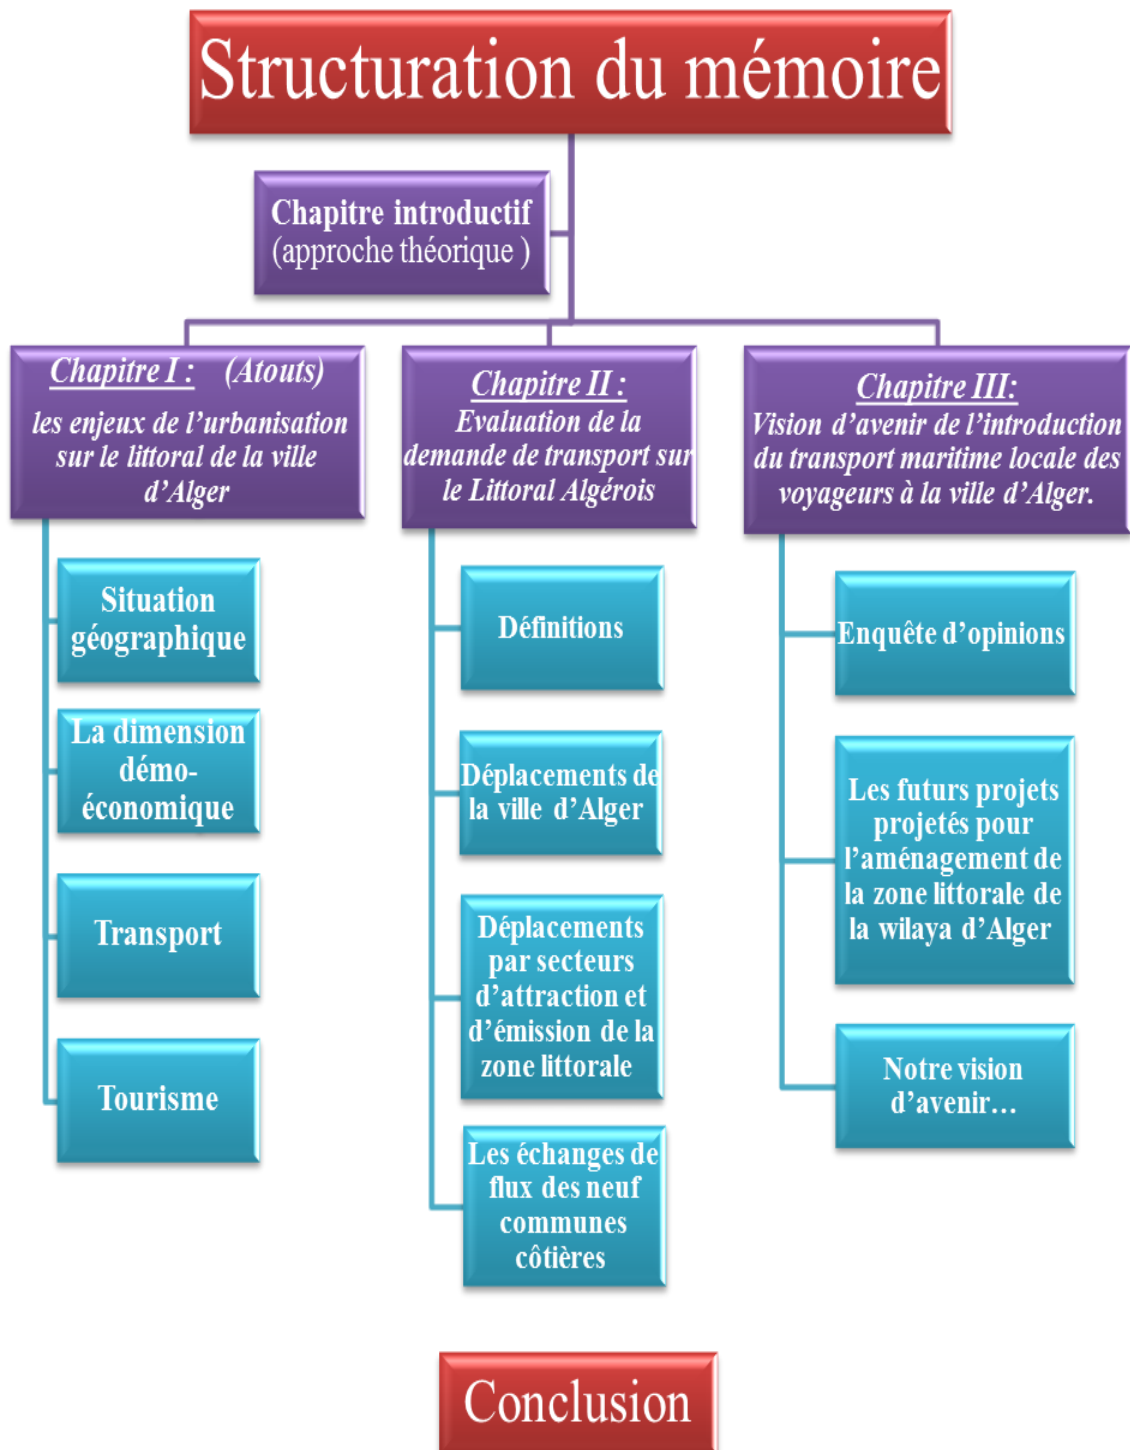 Structuration du mémoire
Chapitre introductif
(approche théorique )
Chapitre I : (Atouts)
les enjeux de l’urbanisation
sur le littoral de la ville
d’Alger
Situation
géographique
La dimension
démo-
économique
Transport
Tourisme
Chapitre II :
Evaluation de la
demande de transport sur
le Littoral Algérois
Définitions
Déplacements de
la ville d’Alger
Déplacements
par secteurs
d’attraction et
d’émission de la
zone littorale
Les échanges de
flux des neuf
communes
côtières
Chapitre III:
Vision d’avenir de l’introduction
du transport maritime locale des
voyageurs à la ville d’Alger.
Enquête d’opinions
Les futurs projets
projetés pour
l’aménagement de
la zone littorale de
la wilaya d’Alger
Notre vision
d’avenir…
Conclusion